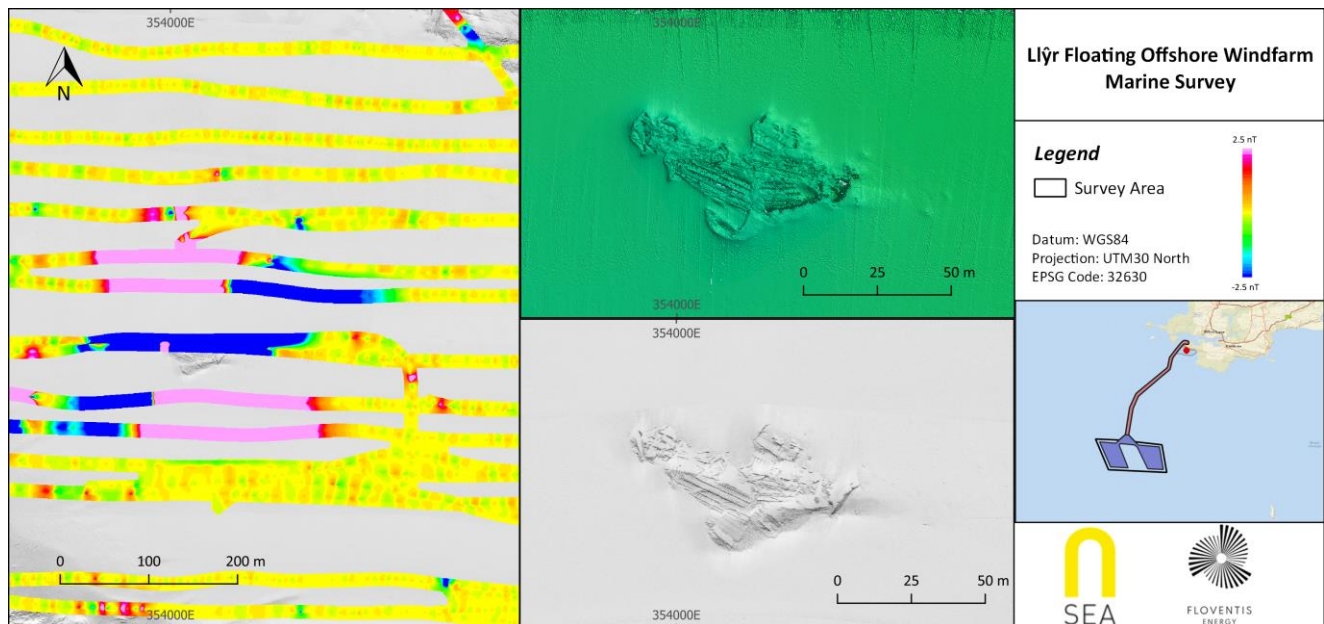 354000E
N
0 100 200 m
354000E
354000E
0 25 50 m
354000E
0 25 50 m
354000E
Llŷr Floating Offshore Windfarm
Marine Survey
Legend
Survey Area
Datum: WGS84
Projection: UTM30 North
EPSG Code: 32630
2.5 nT
-2.5 nT
n
SEA
FLOVENTIS
ENERGY